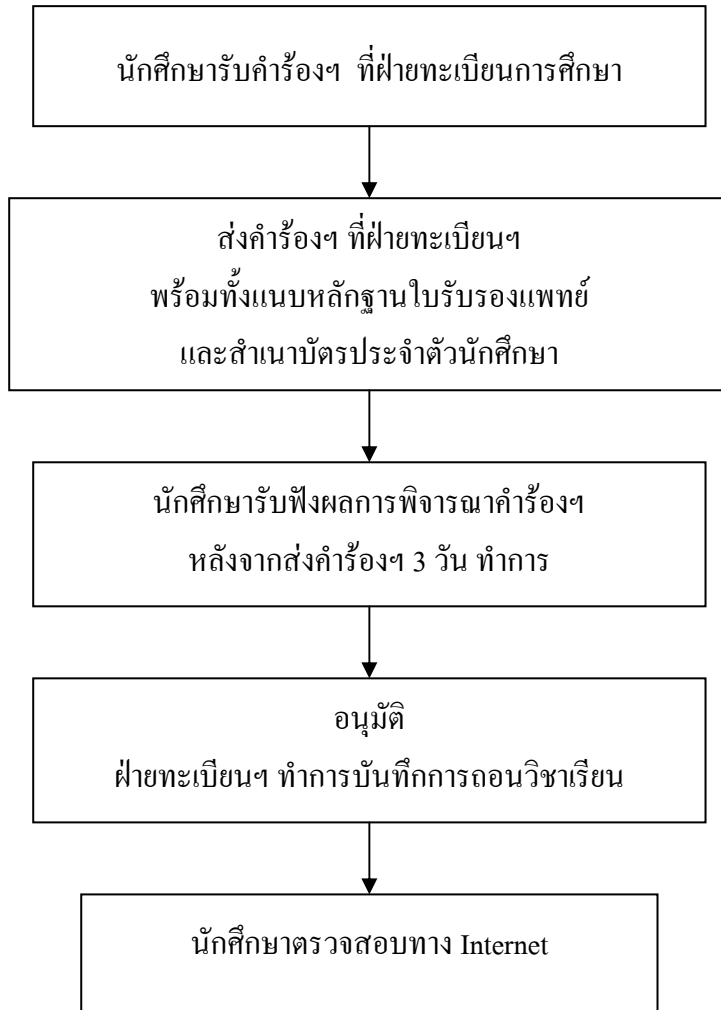 นักศึกษารับคำร้องฯ ที่ฝ่ายทะเบียนการศึกษา
ส่งคำร้องฯ ที่ฝ่ายทะเบียนฯ
พร้อมทั้งแนบหลักฐานใบรับรองแพทย์
และสำเนาบัตรประจำตัวนักศึกษา
นักศึกษารับฟังผลการพิจารณาคำร้องฯ
หลังจากส่งคำร้องฯ 3 วัน ทำการ
อนุมัติ
ฝ่ายทะเบียนฯ ทำการบันทึกการถอนวิชาเรียน
นักศึกษาตรวจสอบทาง Internet